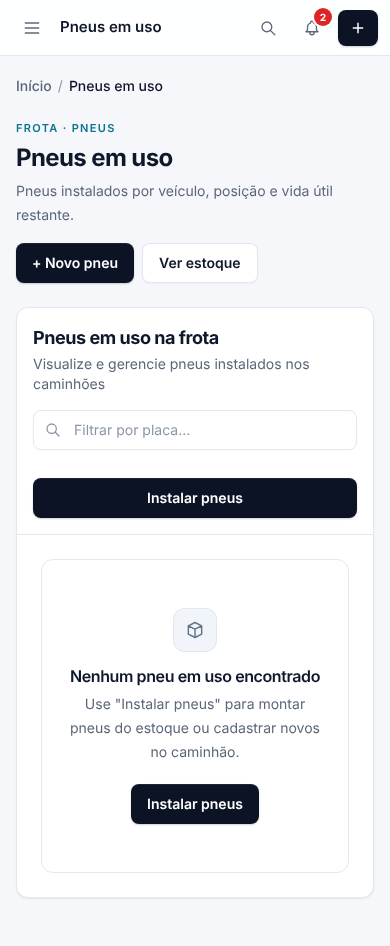 Pneus em uso
2
Início / Pneus em uso
FROTA · PNEUS
Pneus em uso
Pneus instalados por veículo, posição e vida útil
restante.
+ Novo pneu
Ver estoque
Pneus em uso na frota
Visualize e gerencie pneus instalados nos
caminhões
Filtrar por placa...
Instalar pneus
Nenhum pneu em uso encontrado
Use "Instalar pneus" para montar
pneus do estoque ou cadastrar novos
no caminhão.
Instalar pneus